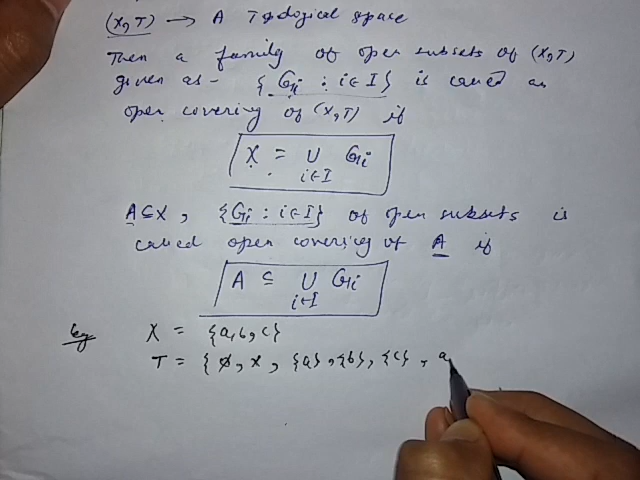 (X,T) → A Topological space
Then a family of open subsets of (X,T)
given as - { Gi : i∈I } is called an
open covering of (X,T) if
X = ∪ Gi
i∈I
A⊆X, {Gi : i∈I} of open subsets is
called open covering of A if
A ⊆ ∪ Gi
i∈I
Eg X = {a,b,c}
T = {ø, X, {a}, {b}, {c}, a